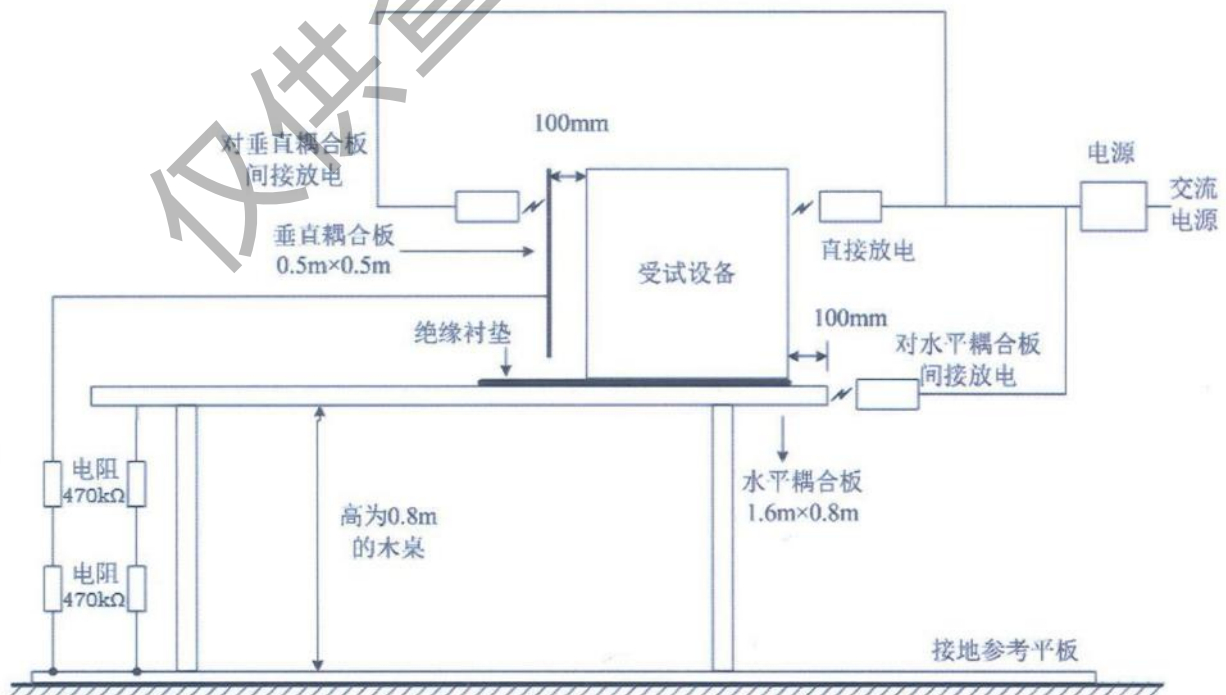 仅供查
100mm
对垂直耦合板
间接放电
电源
交流
电源
垂直耦合板
0.5m×0.5m
直接放电
受试设备
100mm
绝缘衬垫
对水平耦合板
间接放电
电阻
470kΩ
水平耦合板
1.6m×0.8m
高为0.8m
的木桌
电阻
470kΩ
接地参考平板